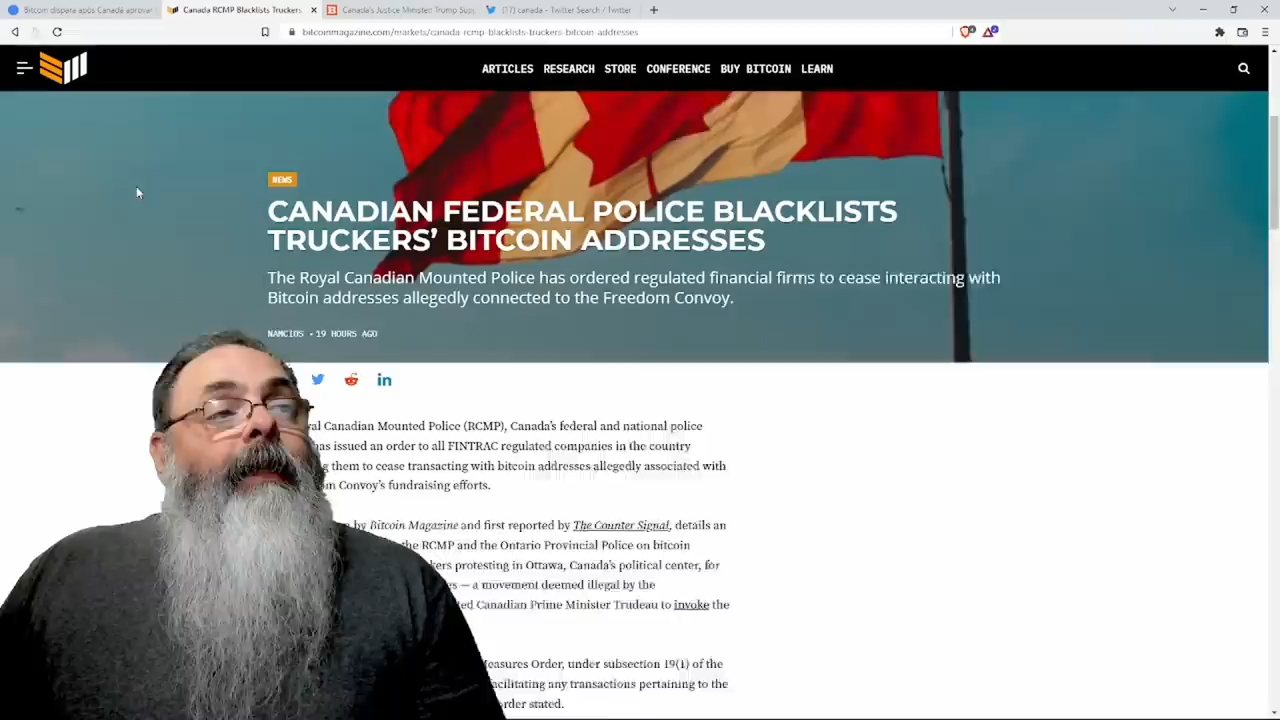 Bitcoin dispara após Canadá aprovar
Canada RCMP Blacklists Truckers
Canada's Justice Minister: Trump Sup
(17) canada - Twitter Search / Twitter
bitcoinmagazine.com/markets/canada-rcmp-blacklists-truckers-bitcoin-addresses
ARTICLES RESEARCH STORE CONFERENCE BUY BITCOIN LEARN
NEWS
CANADIAN FEDERAL POLICE BLACKLISTS
TRUCKERS' BITCOIN ADDRESSES
The Royal Canadian Mounted Police has ordered regulated financial firms to cease interacting with
Bitcoin addresses allegedly connected to the Freedom Convoy.
NAMCIOS • 19 HOURS AGO
Canadian Mounted Police (RCMP), Canada's federal and national police
has issued an order to all FINTRAC regulated companies in the country
them to cease transacting with bitcoin addresses allegedly associated with
Convoy's fundraising efforts.
by Bitcoin Magazine and first reported by The Counter Signal, details an
the RCMP and the Ontario Provincial Police on bitcoin
protesting in Ottawa, Canada's political center, for
— a movement deemed illegal by the
Canadian Prime Minister Trudeau to invoke the
Measures Order, under subsection 19(1) of the
facilitating any transactions pertaining to the
order stated.